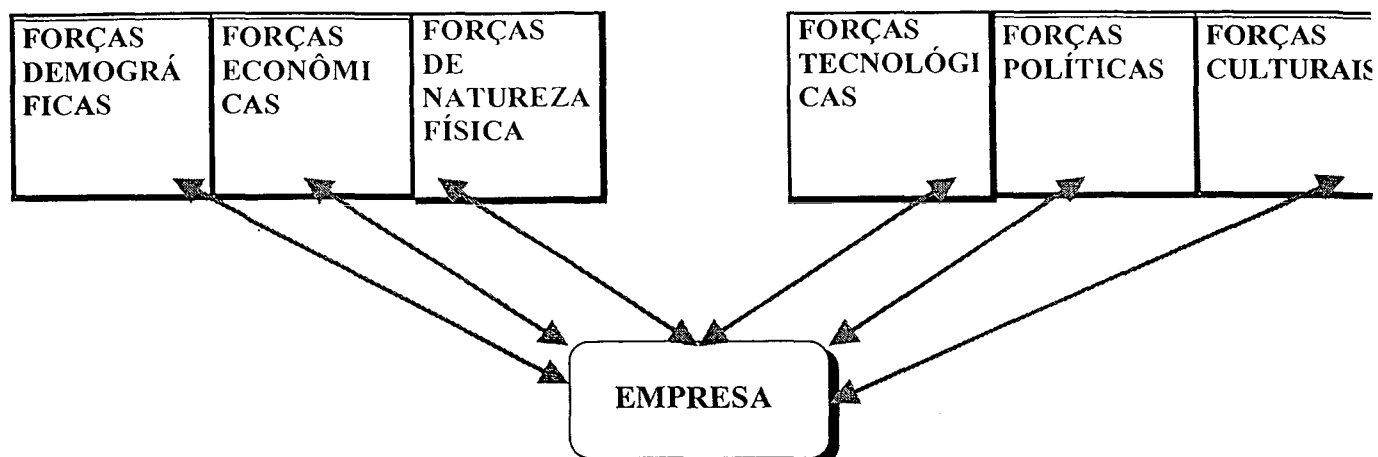 FORÇAS
DEMOGRÁ
FICAS
FORÇAS
ECONÔMI
CAS
FORÇAS
DE
NATUREZA
FÍSICA
FORÇAS
TECNOLÓGI
CAS
FORÇAS
POLÍTICAS
FORÇAS
CULTURAIS
EMPRESA